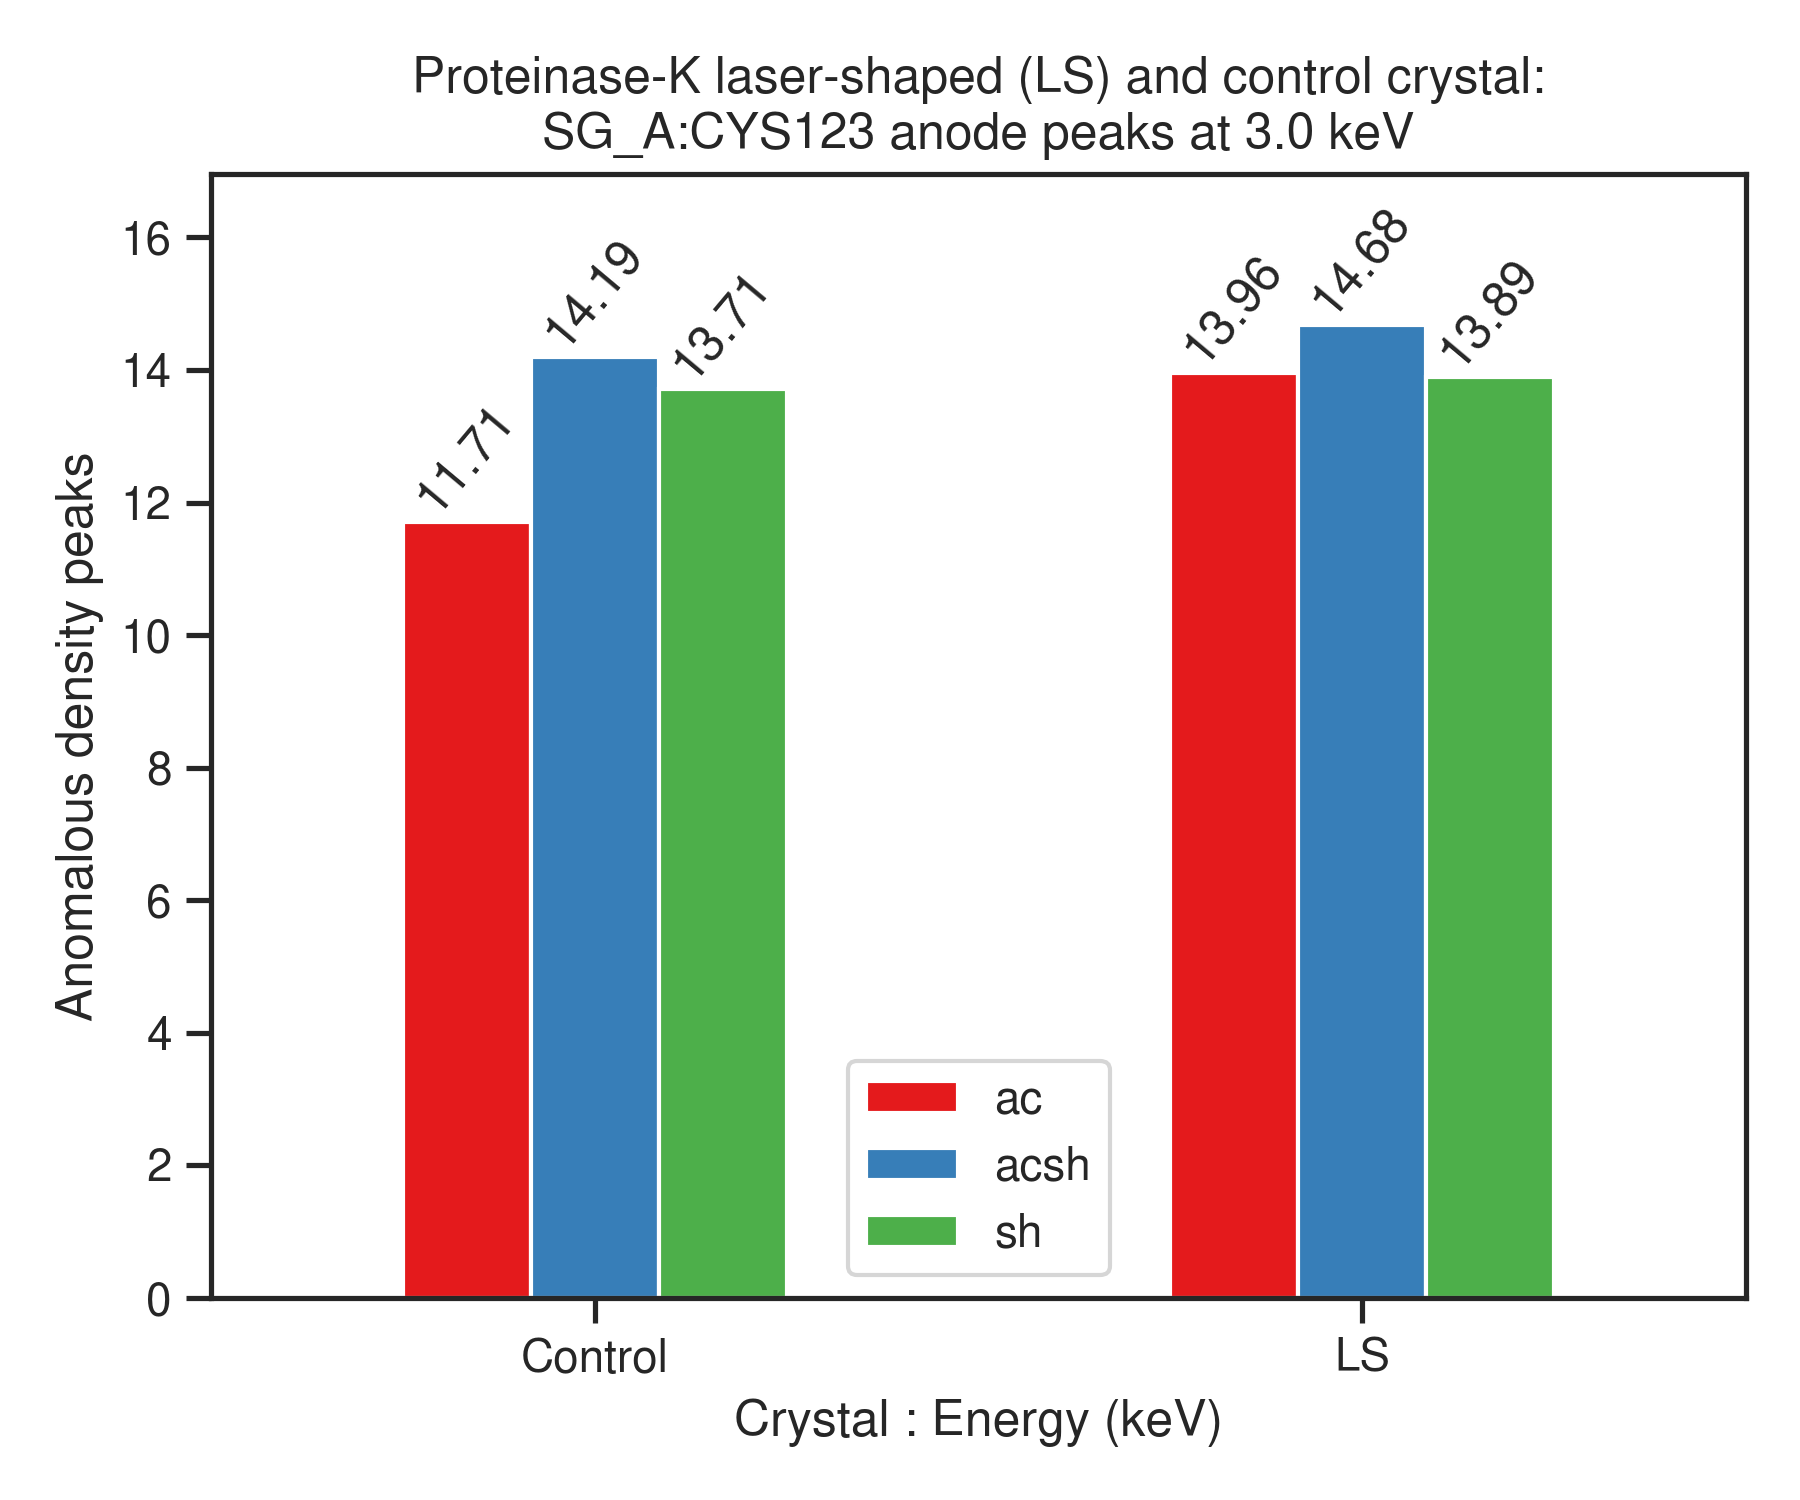 Proteinase-K laser-shaped (LS) and control crystal:
SG_A:CYS123 anode peaks at 3.0 keV
Anomalous density peaks
16
14
12
10
8
6
4
2
0
11.71
14.19
13.71
13.96
14.68
13.89
ac
acsh
sh
Control
LS
Crystal : Energy (keV)